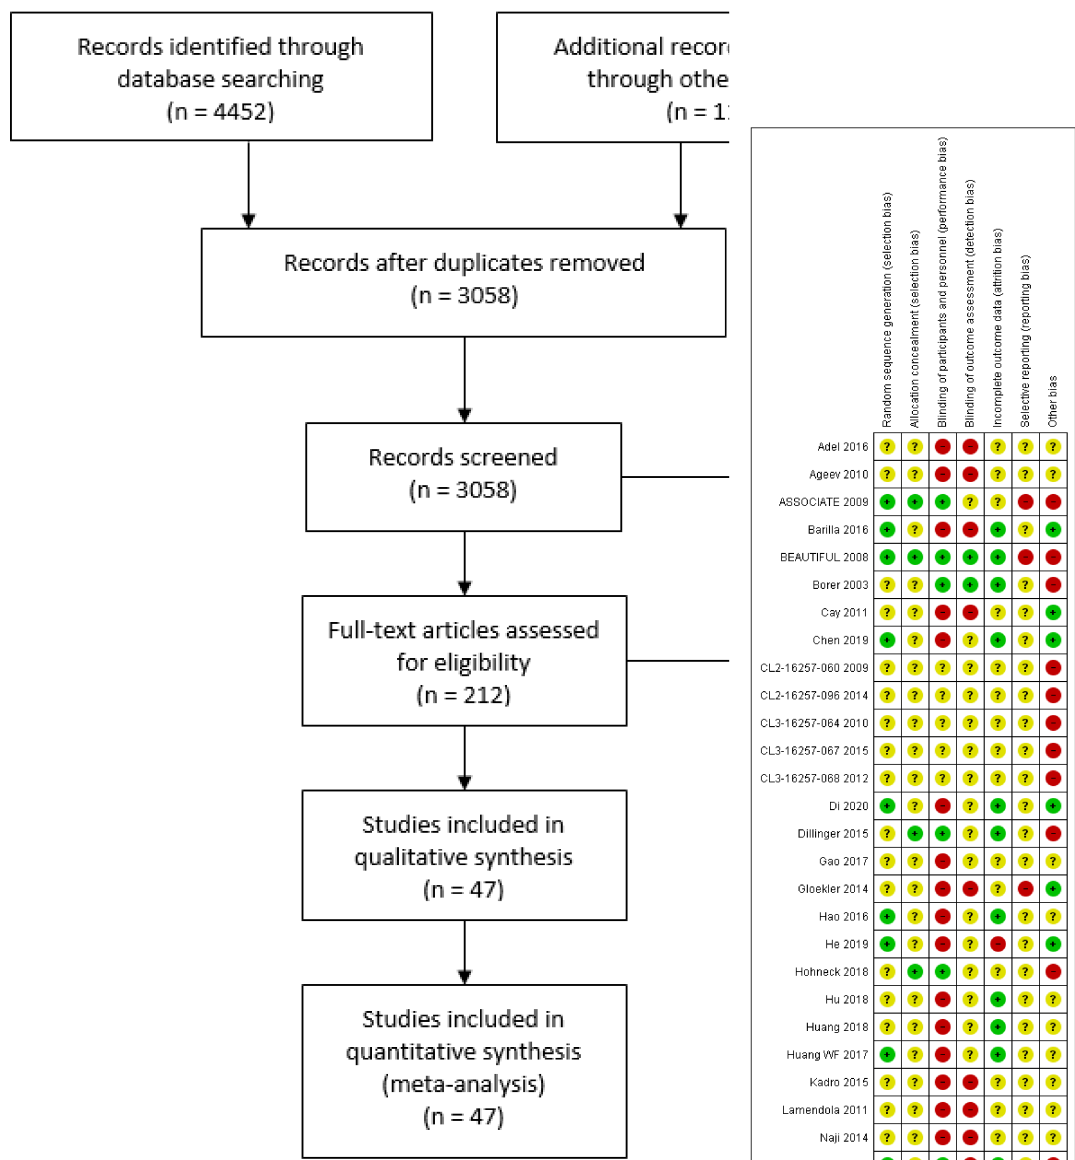 Records identified through
database searching
(n = 4452)
Additional
through
(n =
Records after duplicates removed
(n = 3058)
Records screened
(n = 3058)
Full-text articles assessed
for eligibility
(n = 212)
Studies included in
qualitative synthesis
(n = 47)
Studies included in
quantitative synthesis
(meta-analysis)
(n = 47)
Random sequence generation (selection bias)
Allocation concealment (selection bias)
Blinding of participants and personnel (performance bias)
Blinding of outcome assessment (detection bias)
Incomplete outcome data (attrition bias)
Selective reporting (reporting bias)
Other bias
Adel 2016 ? ? - - ? ? ?
Ageev 2010 ? ? - - ? ? ?
ASSOCIATE 2009 + + + ? ? - -
Barilla 2016 + ? - - + ? +
BEAUTIFUL 2008 + + + + + - -
Borer 2003 ? ? + + + ? -
Cay 2011 ? ? - - ? ? +
Chen 2019 + ? - ? + ? +
CL2-16257-060 2009 ? ? ? ? ? ? -
CL2-16257-096 2014 ? ? ? ? ? ? -
CL3-16257-064 2010 ? ? ? ? ? ? -
CL3-16257-067 2015 ? ? ? ? ? ? -
CL3-16257-068 2012 ? ? ? ? ? ? -
Di 2020 + ? - ? + ? +
Dillinger 2015 ? + + ? + ? -
Gao 2017 ? ? - ? ? ? ?
Gloekler 2014 ? ? - - ? - +
Hao 2016 + ? - ? + ? ?
He 2019 + ? - ? - ? +
Hohneck 2018 ? + + ? ? ? -
Hu 2018 ? ? - ? + ? ?
Huang 2018 ? ? - ? + ? ?
Huang WF 2017 + ? - ? + ? ?
Kadro 2015 ? ? - - ? ? ?
Lamendola 2011 ? ? - - ? ? ?
Naji 2014 ? ? - - ? ? ?